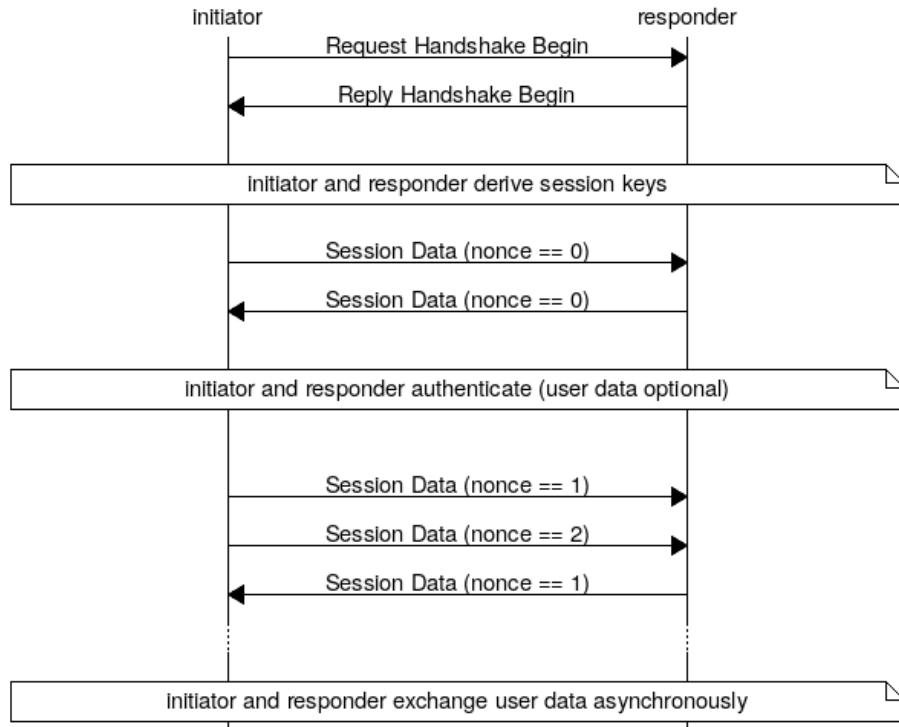 initiator
responder
Request Handshake Begin
Reply Handshake Begin
initiator and responder derive session keys
Session Data (nonce == 0)
Session Data (nonce == 0)
initiator and responder authenticate (user data optional)
Session Data (nonce == 1)
Session Data (nonce == 2)
Session Data (nonce == 1)
initiator and responder exchange user data asynchronously